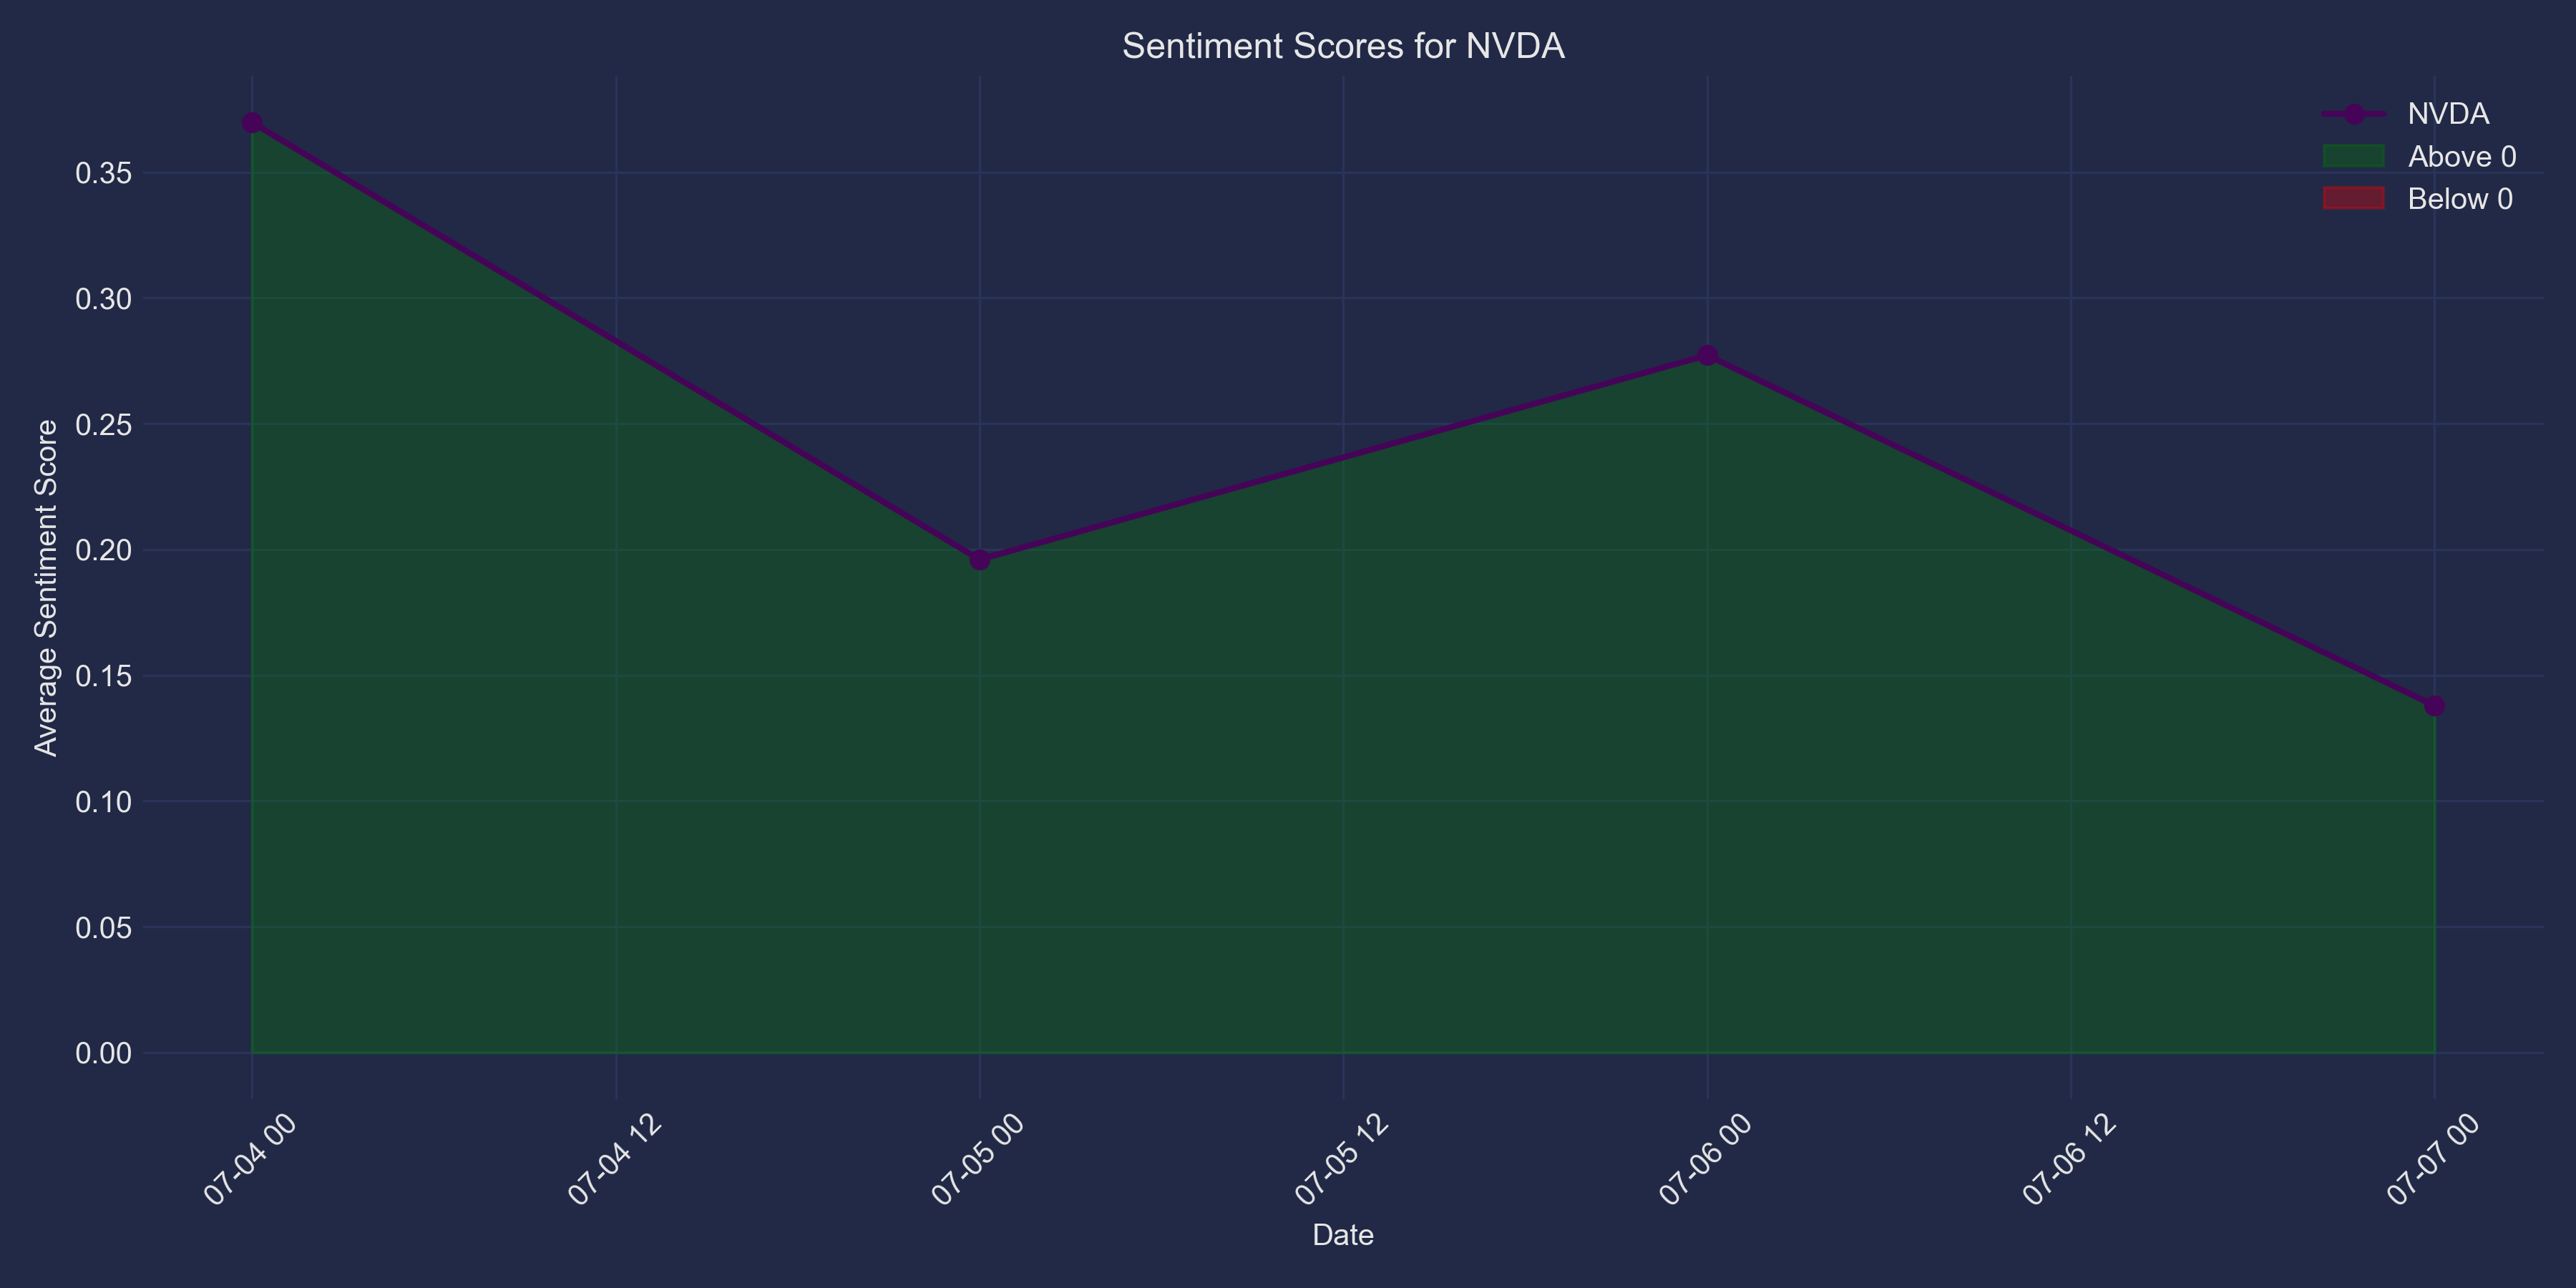 Sentiment Scores for NVDA
NVDA
Above 0
Below 0
Average Sentiment Score
0.35
0.30
0.25
0.20
0.15
0.10
0.05
0.00
07-04 00
07-04 12
07-05 00
07-05 12
07-06 00
07-06 12
07-07 00
Date